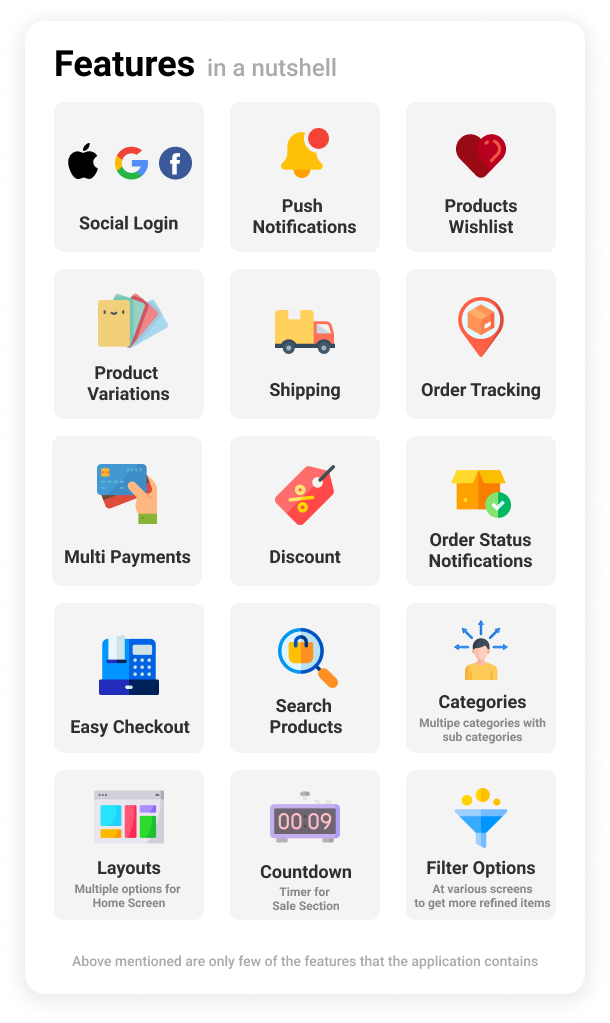 Features in a nutshell
Social Login
Push
Notifications
Products
Wishlist
Product
Variations
Shipping
Order Tracking
Multi Payments
Discount
Order Status
Notifications
Easy Checkout
Search
Products
Categories
Multipe categories with
sub categories
Layouts
Multiple options for
Home Screen
00:09
Countdown
Timer for
Sale Section
Filter Options
At various screens
to get more refined items
Above mentioned are only few of the features that the application contains